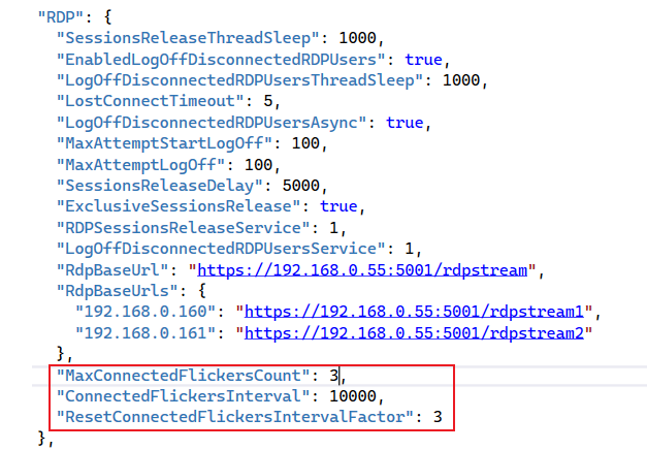 "RDP": {
"SessionsReleaseThreadSleep": 1000,
"EnabledLogOffDisconnectedRDPUsers": true,
"LogOffDisconnectedRDPUsersThreadSleep": 1000,
"LostConnectTimeout": 5,
"LogOffDisconnectedRDPUsersAsync": true,
"MaxAttemptStartLogOff": 100,
"MaxAttemptLogOff": 100,
"SessionsReleaseDelay": 5000,
"ExclusiveSessionsRelease": true,
"RDPSessionsReleaseService": 1,
"LogOffDisconnectedRDPUsersService": 1,
"RdpBaseUrl": "https://192.168.0.55:5001/rdpstream",
"RdpBaseUrls": {
"192.168.0.160": "https://192.168.0.55:5001/rdpstream1",
"192.168.0.161": "https://192.168.0.55:5001/rdpstream2"
},
"MaxConnectedFlickersCount": 3,
"ConnectedFlickersInterval": 10000,
"ResetConnectedFlickersIntervalFactor": 3
},